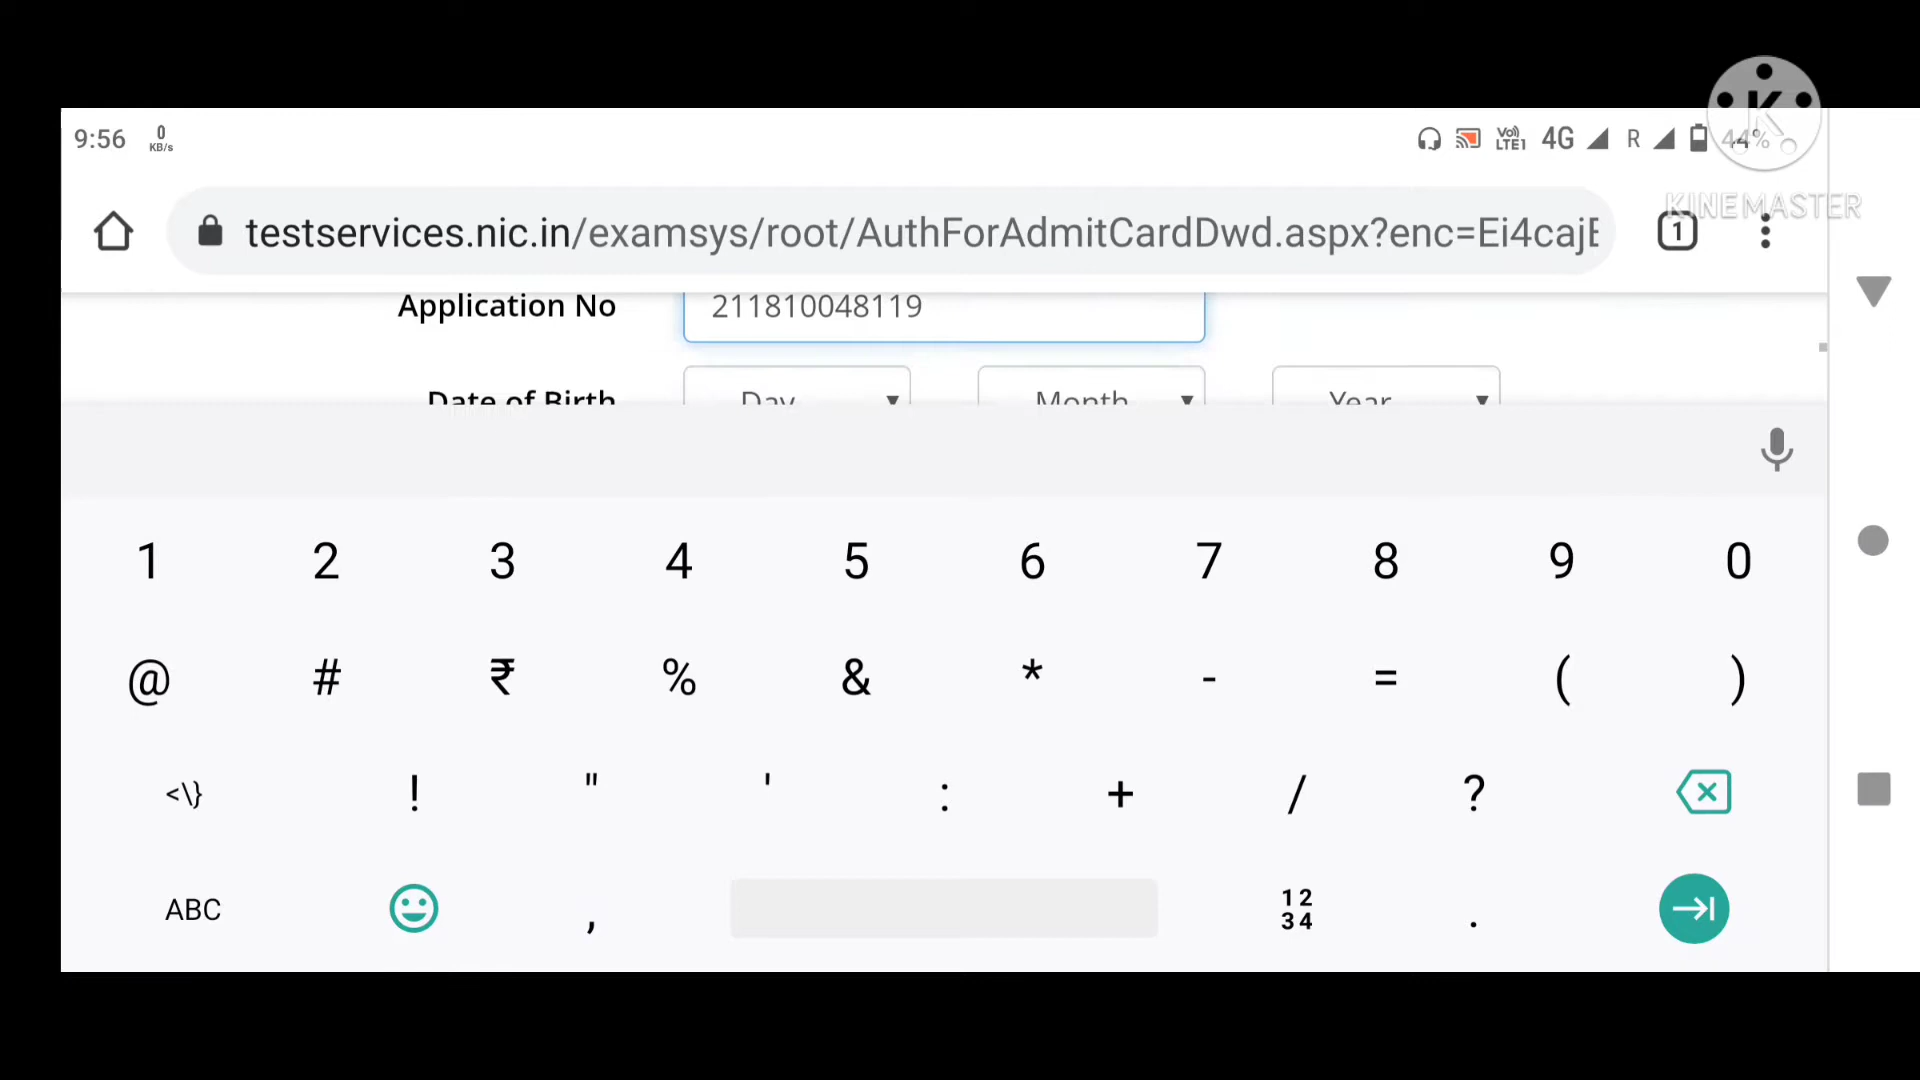 9:56 0 KB/s Vo) LTE1 4G R 44%
K
KINEMASTER
testservices.nic.in/examsys/root/AuthForAdmitCardDwd.aspx?enc=Ei4cajE 1
Application No 211810048119
Date of Birth Day Month Year
1 2 3 4 5 6 7 8 9 0
@ # ₹ % & * - = ( )
<\} ! " ' : + / ?
ABC , 12 34 .